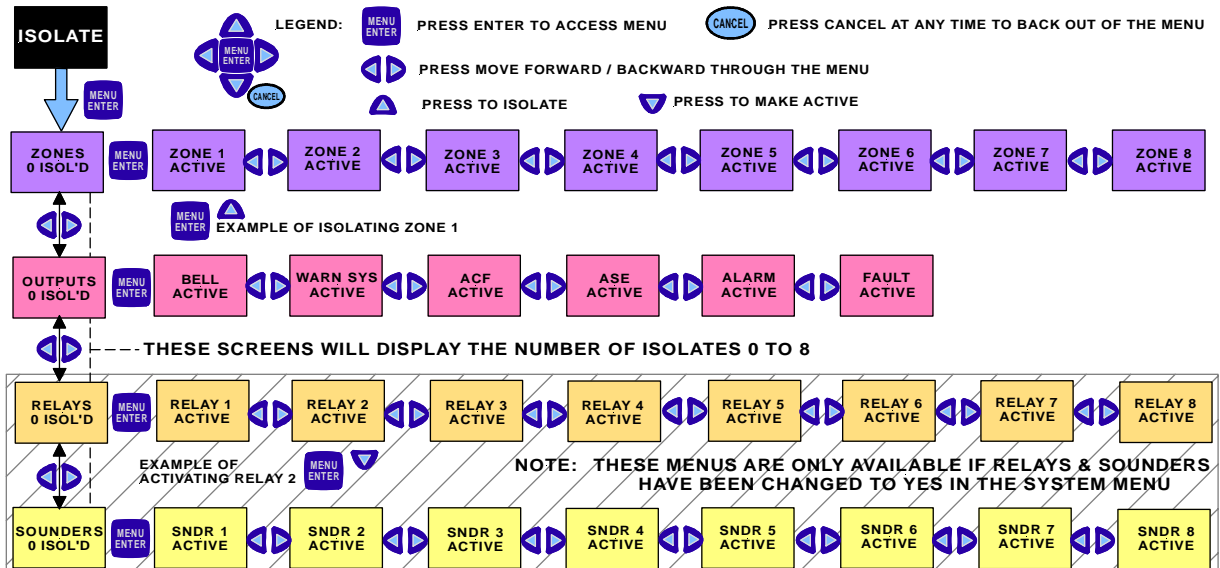 ISOLATE
MENU
ENTER
MENU
ENTER
CANCEL
LEGEND:
MENU
ENTER
PRESS ENTER TO ACCESS MENU
CANCEL
PRESS CANCEL AT ANY TIME TO BACK OUT OF THE MENU
PRESS MOVE FORWARD / BACKWARD THROUGH THE MENU
PRESS TO ISOLATE
PRESS TO MAKE ACTIVE
ZONES
0 ISOL'D
MENU
ENTER
ZONE 1
ACTIVE
ZONE 2
ACTIVE
ZONE 3
ACTIVE
ZONE 4
ACTIVE
ZONE 5
ACTIVE
ZONE 6
ACTIVE
ZONE 7
ACTIVE
ZONE 8
ACTIVE
MENU
ENTER
EXAMPLE OF ISOLATING ZONE 1
OUTPUTS
0 ISOL'D
MENU
ENTER
BELL
ACTIVE
WARN SYS
ACTIVE
ACF
ACTIVE
ASE
ACTIVE
ALARM
ACTIVE
FAULT
ACTIVE
THESE SCREENS WILL DISPLAY THE NUMBER OF ISOLATES 0 TO 8
RELAYS
0 ISOL'D
MENU
ENTER
RELAY 1
ACTIVE
RELAY 2
ACTIVE
RELAY 3
ACTIVE
RELAY 4
ACTIVE
RELAY 5
ACTIVE
RELAY 6
ACTIVE
RELAY 7
ACTIVE
RELAY 8
ACTIVE
EXAMPLE OF
ACTIVATING RELAY 2
MENU
ENTER
NOTE: THESE MENUS ARE ONLY AVAILABLE IF RELAYS & SOUNDERS
HAVE BEEN CHANGED TO YES IN THE SYSTEM MENU
SOUNDERS
0 ISOL'D
MENU
ENTER
SNDR 1
ACTIVE
SNDR 2
ACTIVE
SNDR 3
ACTIVE
SNDR 4
ACTIVE
SNDR 5
ACTIVE
SNDR 6
ACTIVE
SNDR 7
ACTIVE
SNDR 8
ACTIVE